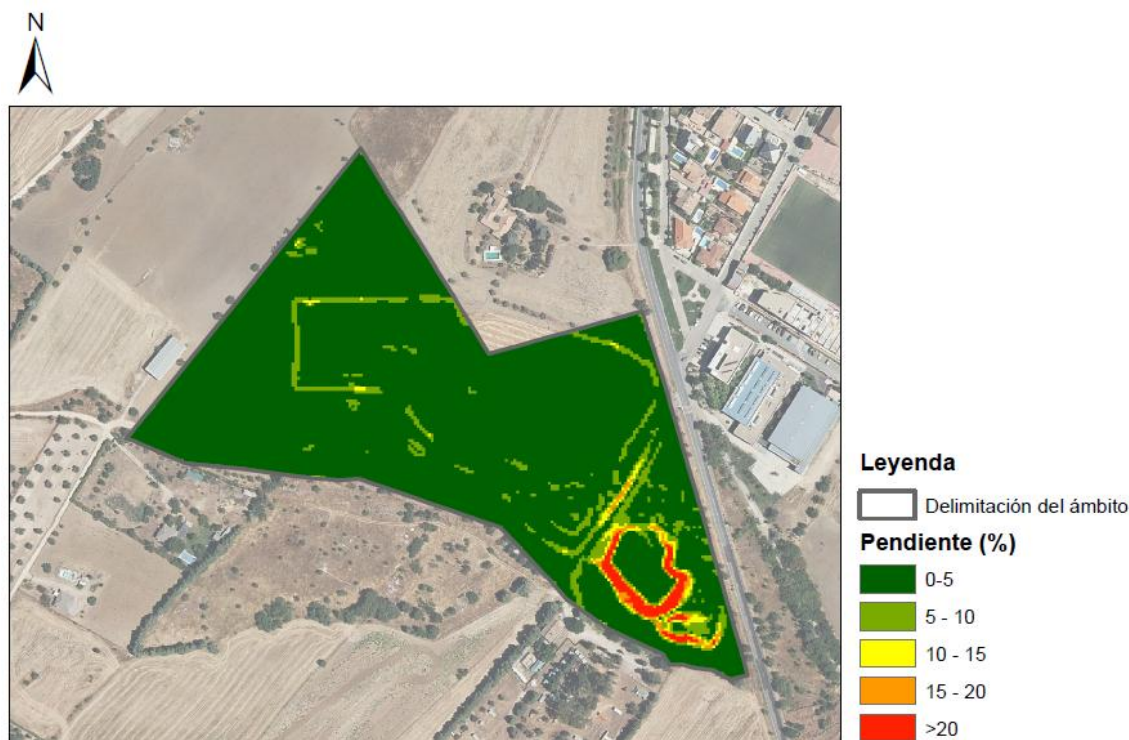 N
Leyenda
Delimitación del ámbito
Pendiente (%)
0-5
5 - 10
10 - 15
15 - 20
>20